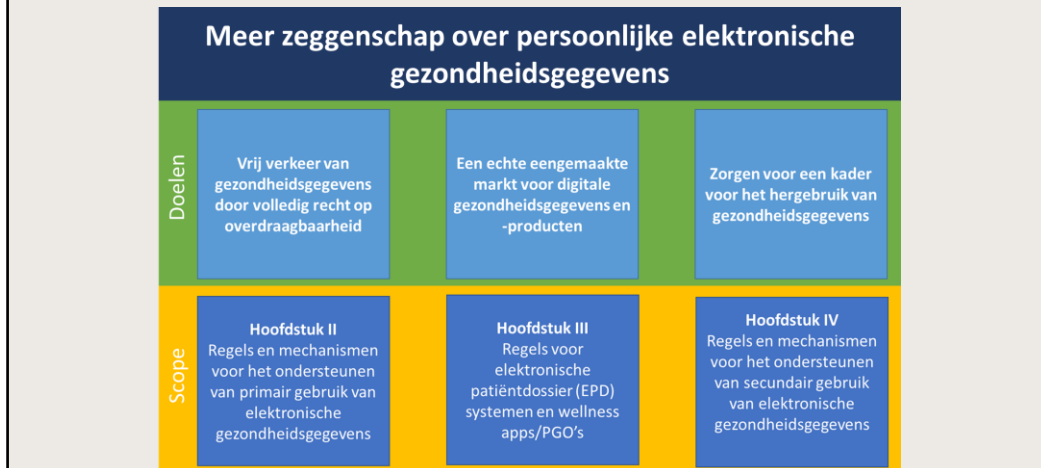 Meer zeggenschap over persoonlijke elektronische
gezondheidsgegevens
Doelen
Vrij verkeer van
gezondheidsgegevens
door volledig recht op
overdraagbaarheid
Een echte eengemaakte
markt voor digitale
gezondheidsgegevens en
-producten
Zorgen voor een kader
voor het hergebruik van
gezondheidsgegevens
Scope
Hoofdstuk II
Regels en mechanismen
voor het ondersteunen
van primair gebruik van
elektronische
gezondheidsgegevens
Hoofdstuk III
Regels voor
elektronische
patiëntdossier (EPD)
systemen en wellness
apps/PGO's
Hoofdstuk IV
Regels en mechanismen
voor het ondersteunen
van secundair gebruik
van elektronische
gezondheidsgegevens